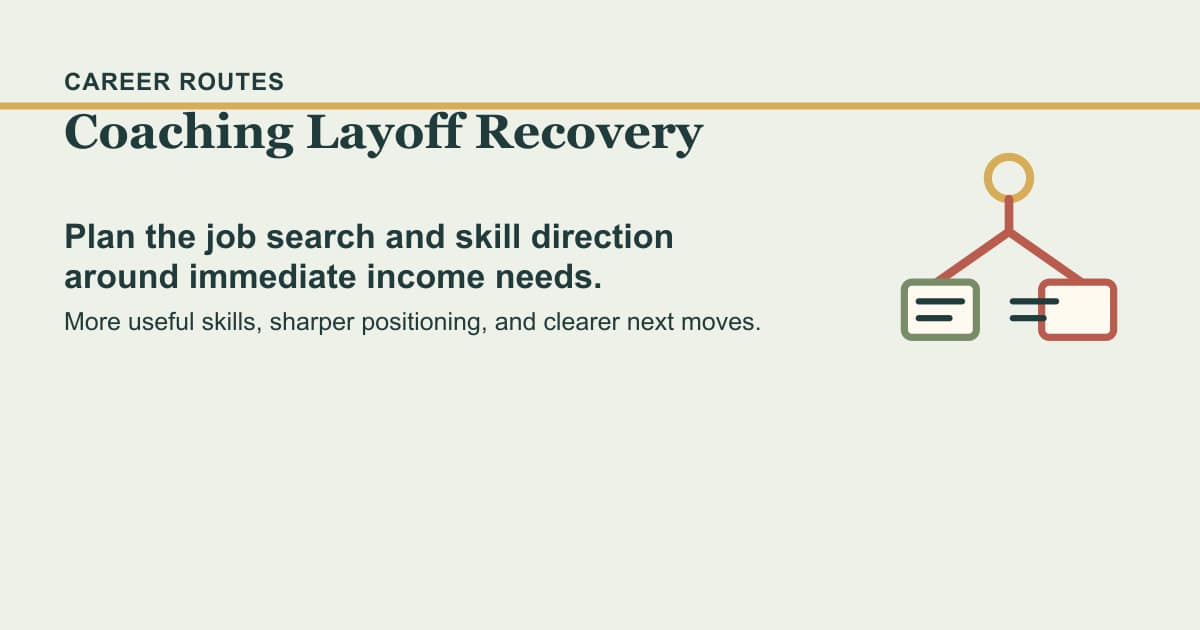 CAREER ROUTES
Coaching Layoff Recovery
Plan the job search and skill direction
around immediate income needs.
More useful skills, sharper positioning, and clearer next moves.